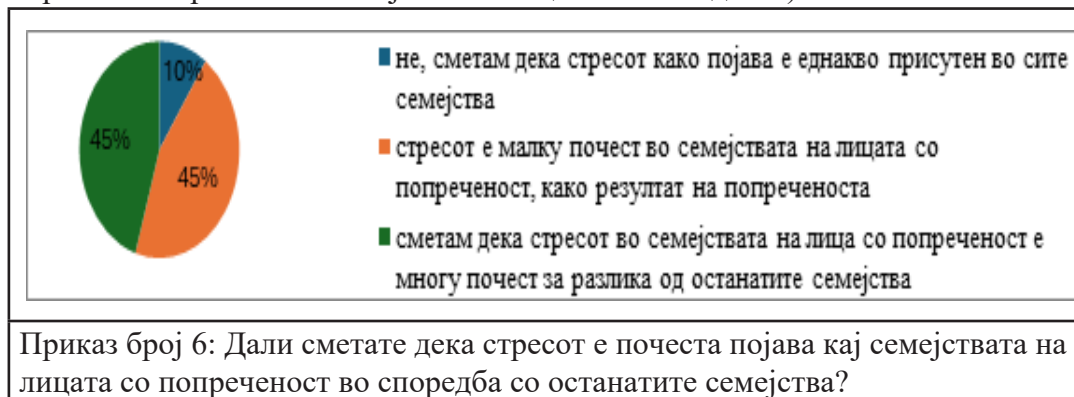 10%
45%
45%
не, сметам дека стресот како појава е еднакво присутен во сите
семејства
стресот е малку почест во семејствата на лицата со
попреченост, како резултат на попреченоста
сметам дека стресот во семејствата на лица со попреченост е
многу почест за разлика од останатите семејства
Приказ број 6: Дали сметате дека стресот е почеста појава кај семејствата на
лицата со попреченост во споредба со останатите семејства?